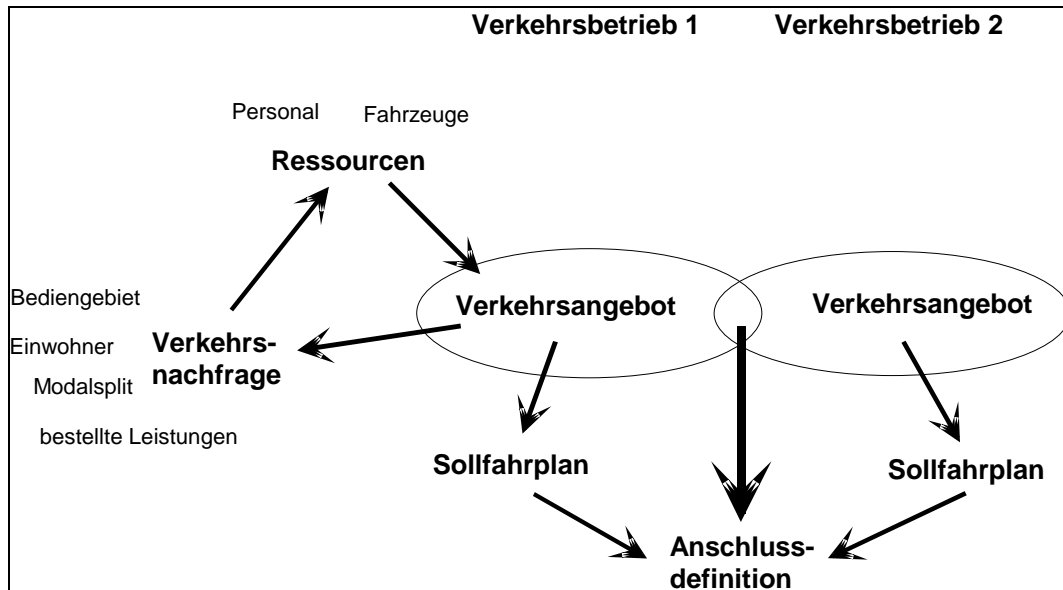 Verkehrsbetrieb 1
Verkehrsbetrieb 2
Personal
Fahrzeuge
Ressourcen
Bediengebiet
Einwohner
Modalsplit
bestellte Leistungen
Verkehrs-
nachfrage
Verkehrsangebot
Verkehrsangebot
Sollfahrplan
Sollfahrplan
Anschluss-
definition